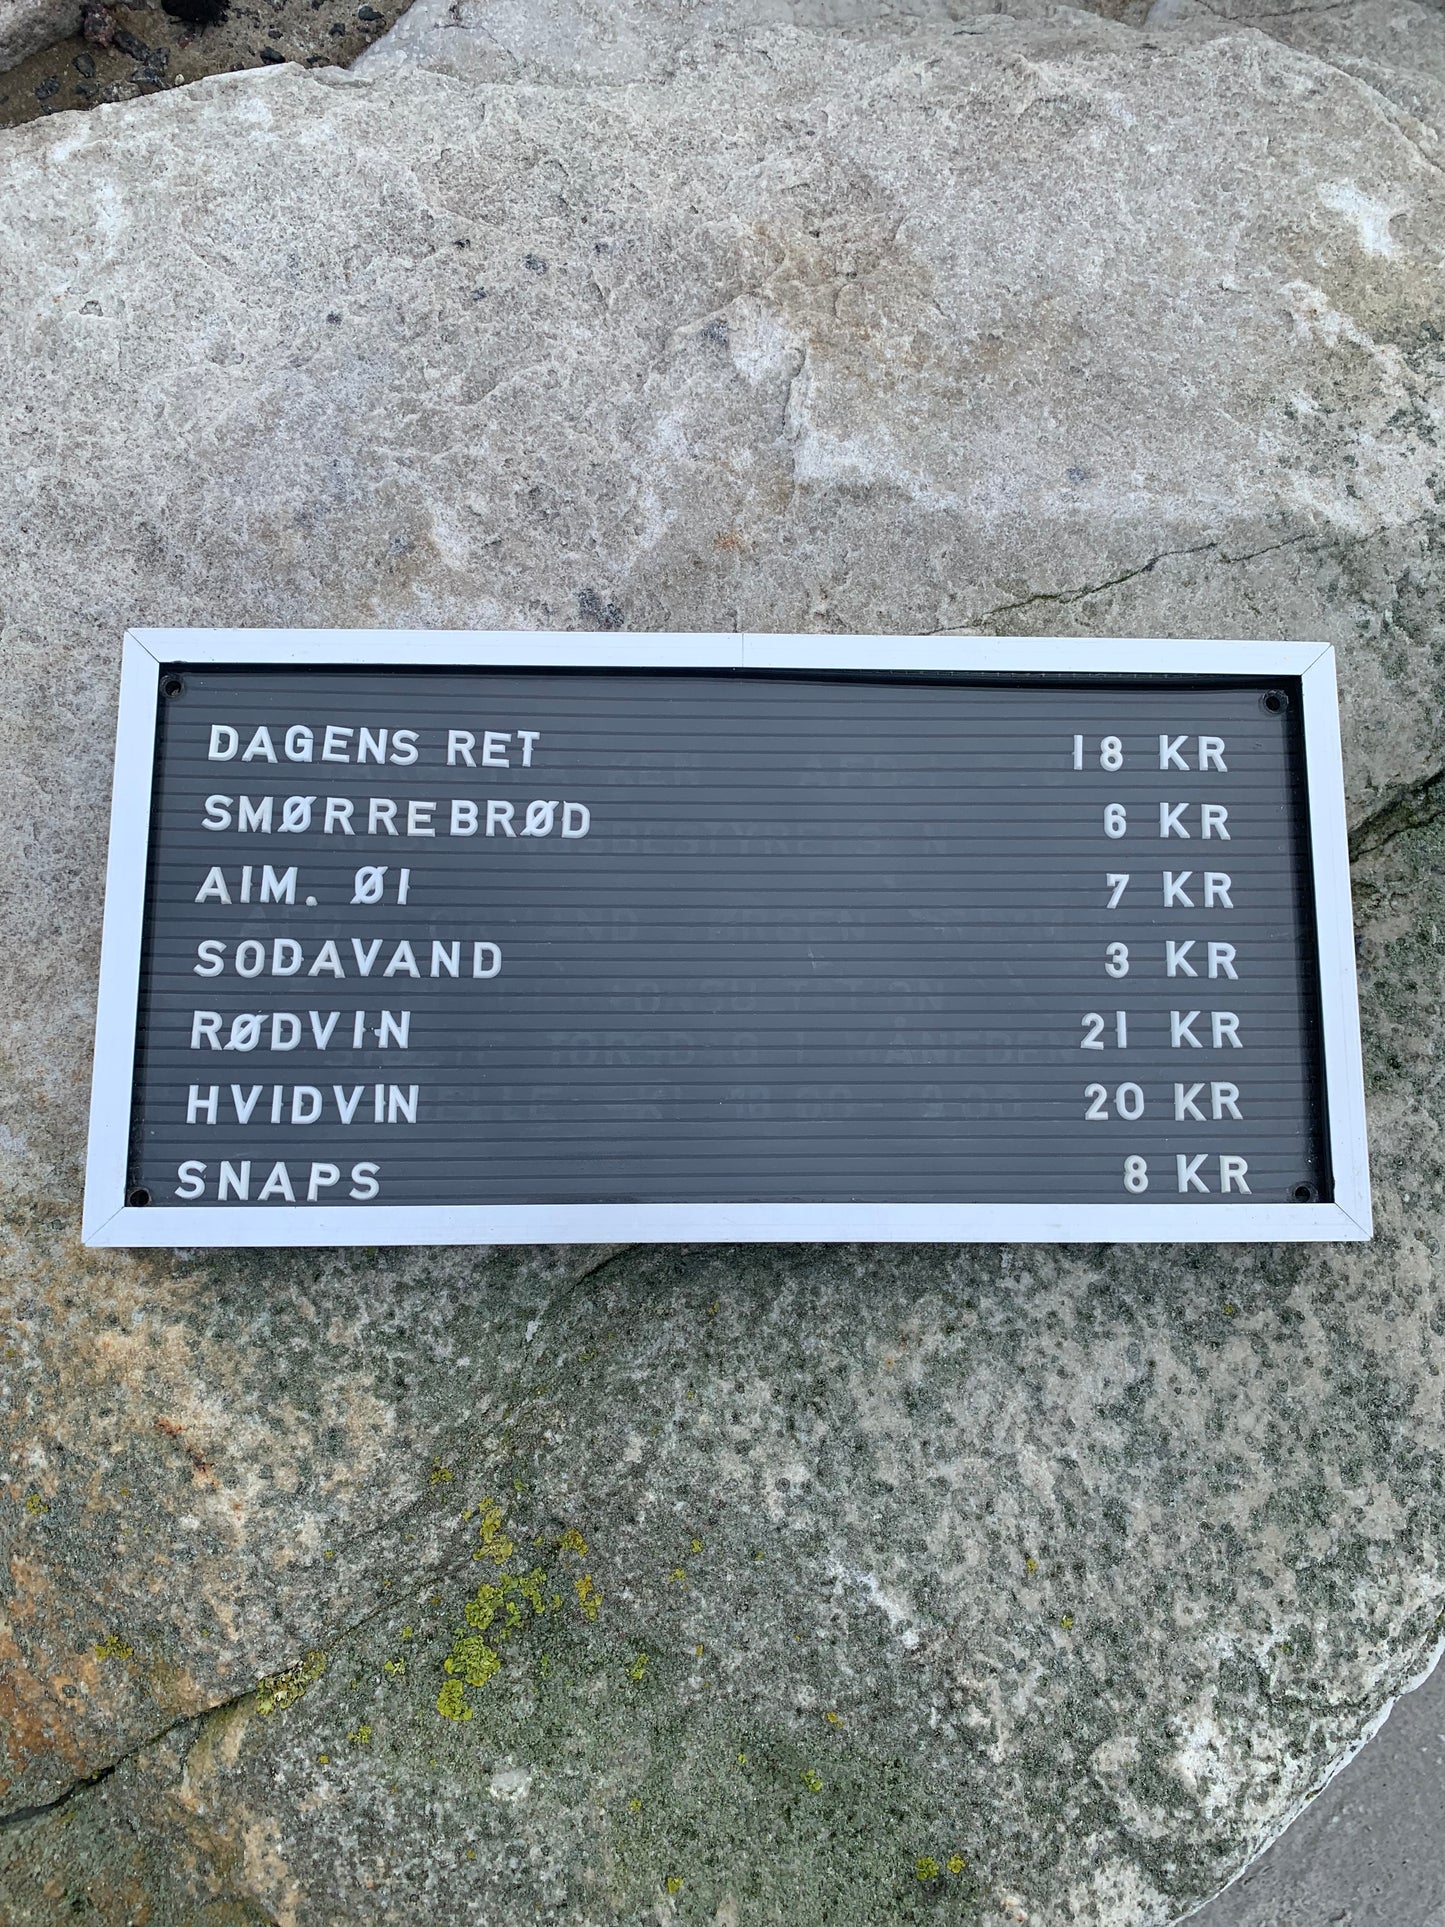 DAGENS RET 18 KR
SMØRREBRØD 6 KR
AIM. ØI 7 KR
SODAVAND 3 KR
RØDVIN 21 KR
HVIDVIN 20 KR
SNAPS 8 KR